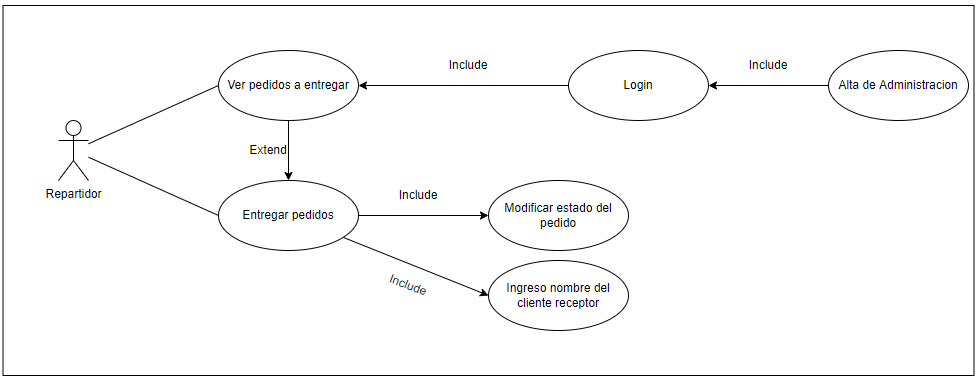 Include
Include
Ver pedidos a entregar
Login
Alta de Administracion
Extend
Repartidor
Include
Entregar pedidos
Modificar estado del
pedido
Include
Ingreso nombre del
cliente receptor